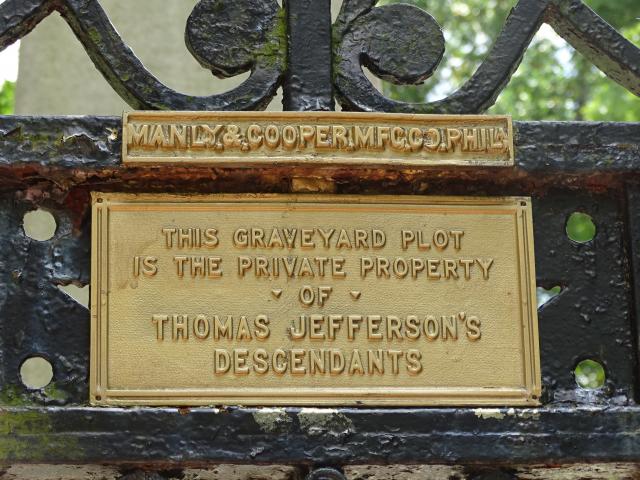 MANLY & COOPER MFG. CO. PHILA
THIS GRAVEYARD PLOT
IS THE PRIVATE PROPERTY
OF
THOMAS JEFFERSON'S
DESCENDANTS